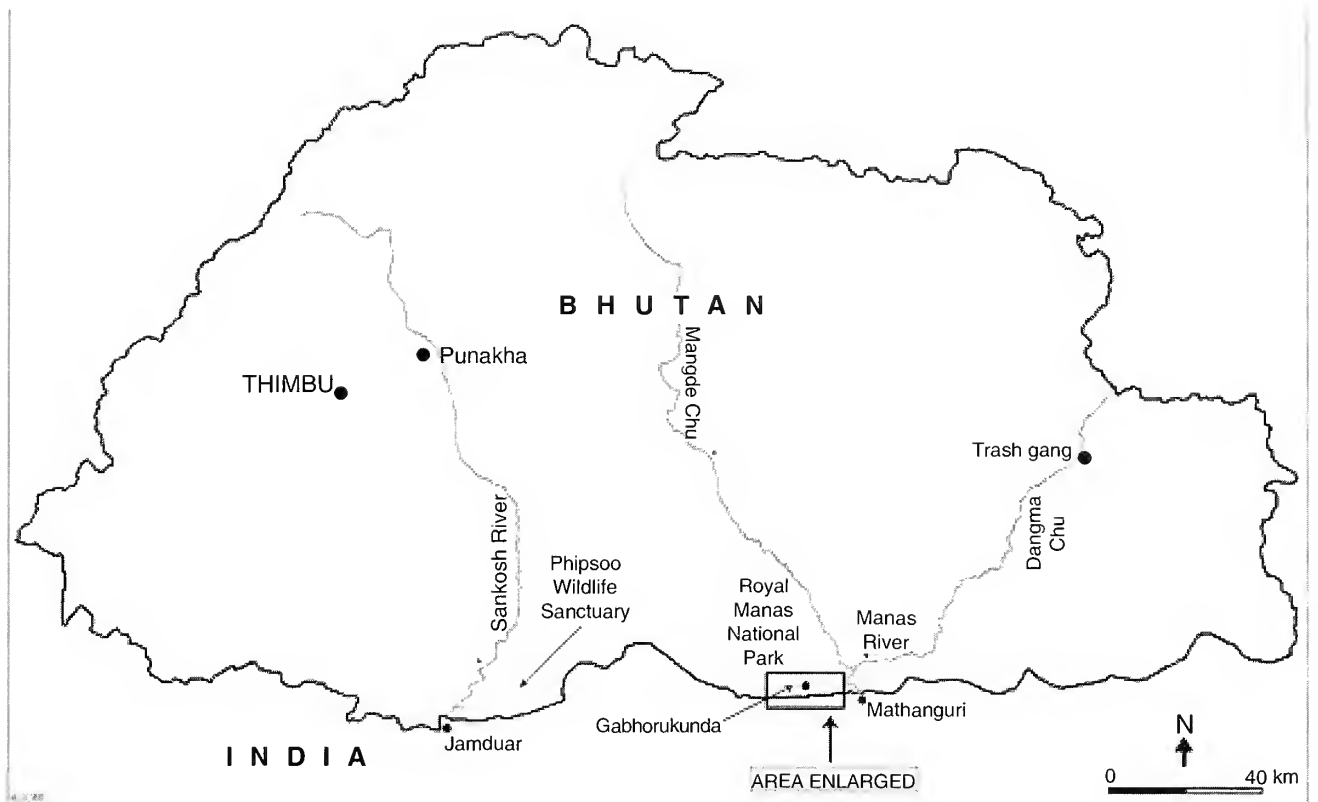 B H U T A N
Punakha
THIMBU
Mangde Chu
Trash gang
Dangma
Chu
Sankosh River
Phipsoo
Wildlife
Sanctuary
Royal
Manas
National
Park
Manas
River
Gabhorukunda
Mathanguri
Jamduar
I N D I A
AREA ENLARGED
N
0 40 km